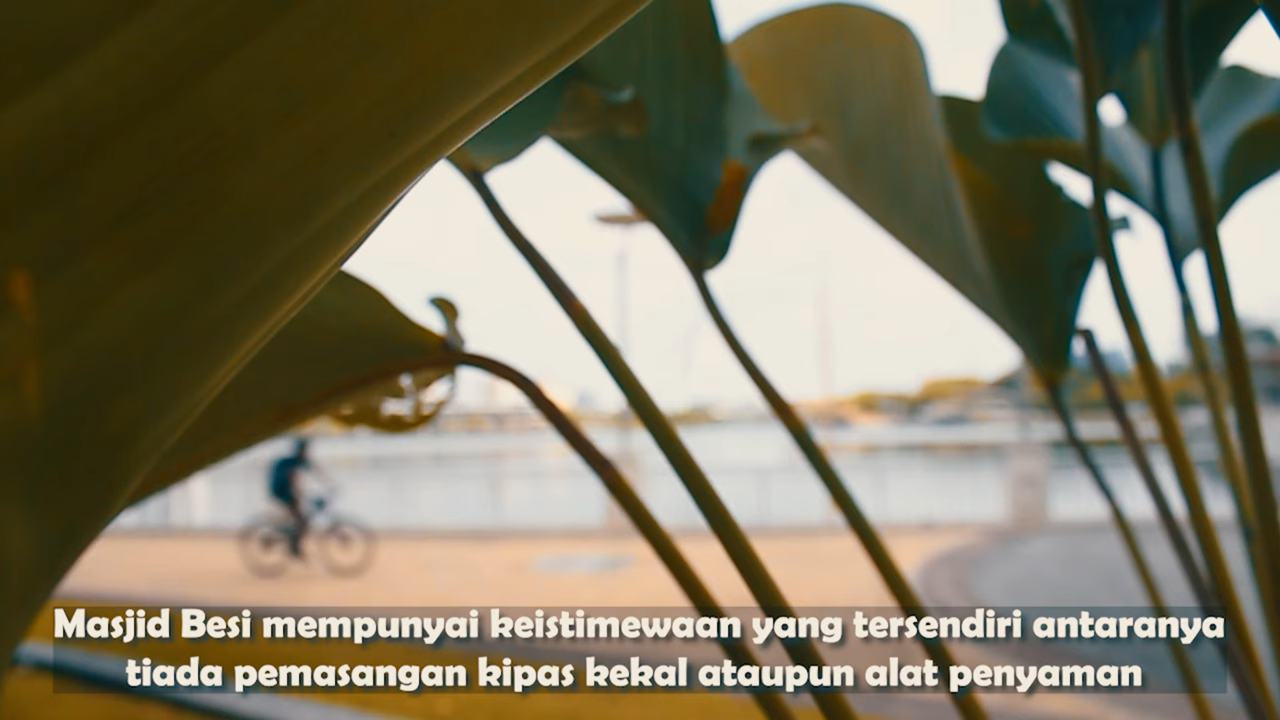 Masjid Besi mempunyai keistimewaan yang tersendiri antaranya
tiada pemasangan kipas kekal ataupun alat penyaman